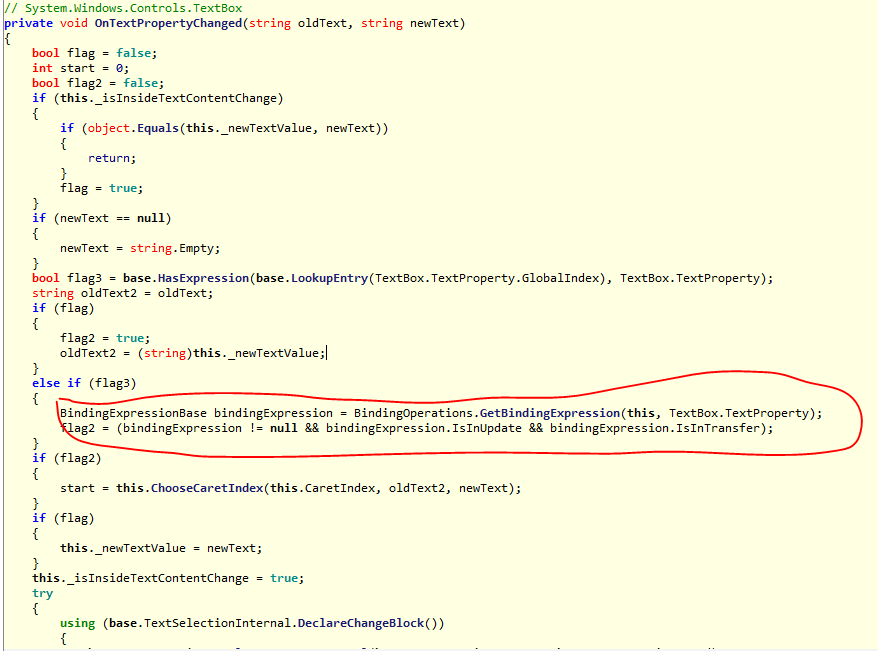 // System.Windows.Controls.TextBox
private void OnTextPropertyChanged(string oldText, string newText)
{
    bool flag = false;
    int start = 0;
    bool flag2 = false;
    if (this._isInsideTextContentChange)
    {
        if (object.Equals(this._newTextValue, newText))
        {
            return;
        }
        flag = true;
    }
    if (newText == null)
    {
        newText = string.Empty;
    }
    bool flag3 = base.HasExpression(base.LookupEntry(TextBox.TextProperty.GlobalIndex), TextBox.TextProperty);
    string oldText2 = oldText;
    if (flag)
    {
        flag2 = true;
        oldText2 = (string)this._newTextValue;
    }
    else if (flag3)
    {
        BindingExpressionBase bindingExpression = BindingOperations.GetBindingExpression(this, TextBox.TextProperty);
        flag2 = (bindingExpression != null && bindingExpression.IsInUpdate && bindingExpression.IsInTransfer);
    }
    if (flag2)
    {
        start = this.ChooseCaretIndex(this.CaretIndex, oldText2, newText);
    }
    if (flag)
    {
        this._newTextValue = newText;
    }
    this._isInsideTextContentChange = true;
    try
    {
        using (base.TextSelectionInternal.DeclareChangeBlock())
        {